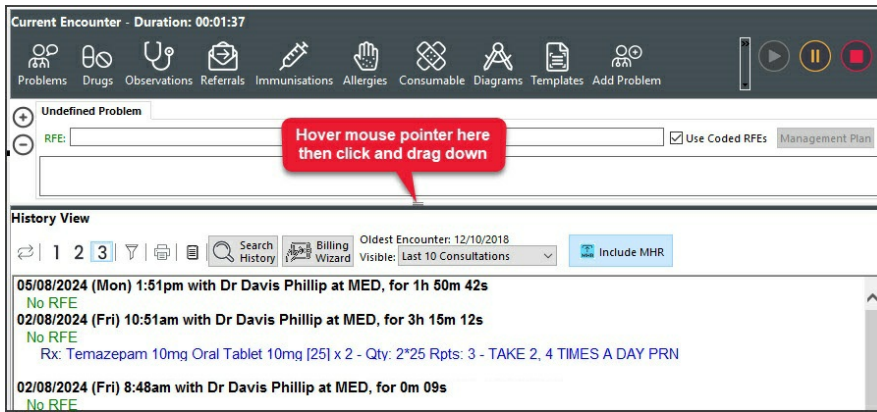 Current Encounter - Duration: 00:01:37
Problems Drugs Observations Referrals Immunisations Allergies Consumable Diagrams Templates Add Problem
Undefined Problem
RFE:
Use Coded RFEs Management Plan
Hover mouse pointer here
then click and drag down
History View
1 2 3
Search
History
Billing
Wizard
Oldest Encounter: 12/10/2018
Visible: Last 10 Consultations
Include MHR
05/08/2024 (Mon) 1:51pm with Dr Davis Phillip at MED, for 1h 50m 42s
No RFE
02/08/2024 (Fri) 10:51am with Dr Davis Phillip at MED, for 3h 15m 12s
No RFE
Rx: Temazepam 10mg Oral Tablet 10mg [25] x 2 - Qty: 2*25 Rpts: 3 - TAKE 2, 4 TIMES A DAY PRN
02/08/2024 (Fri) 8:48am with Dr Davis Phillip at MED, for 0m 09s
No RFE